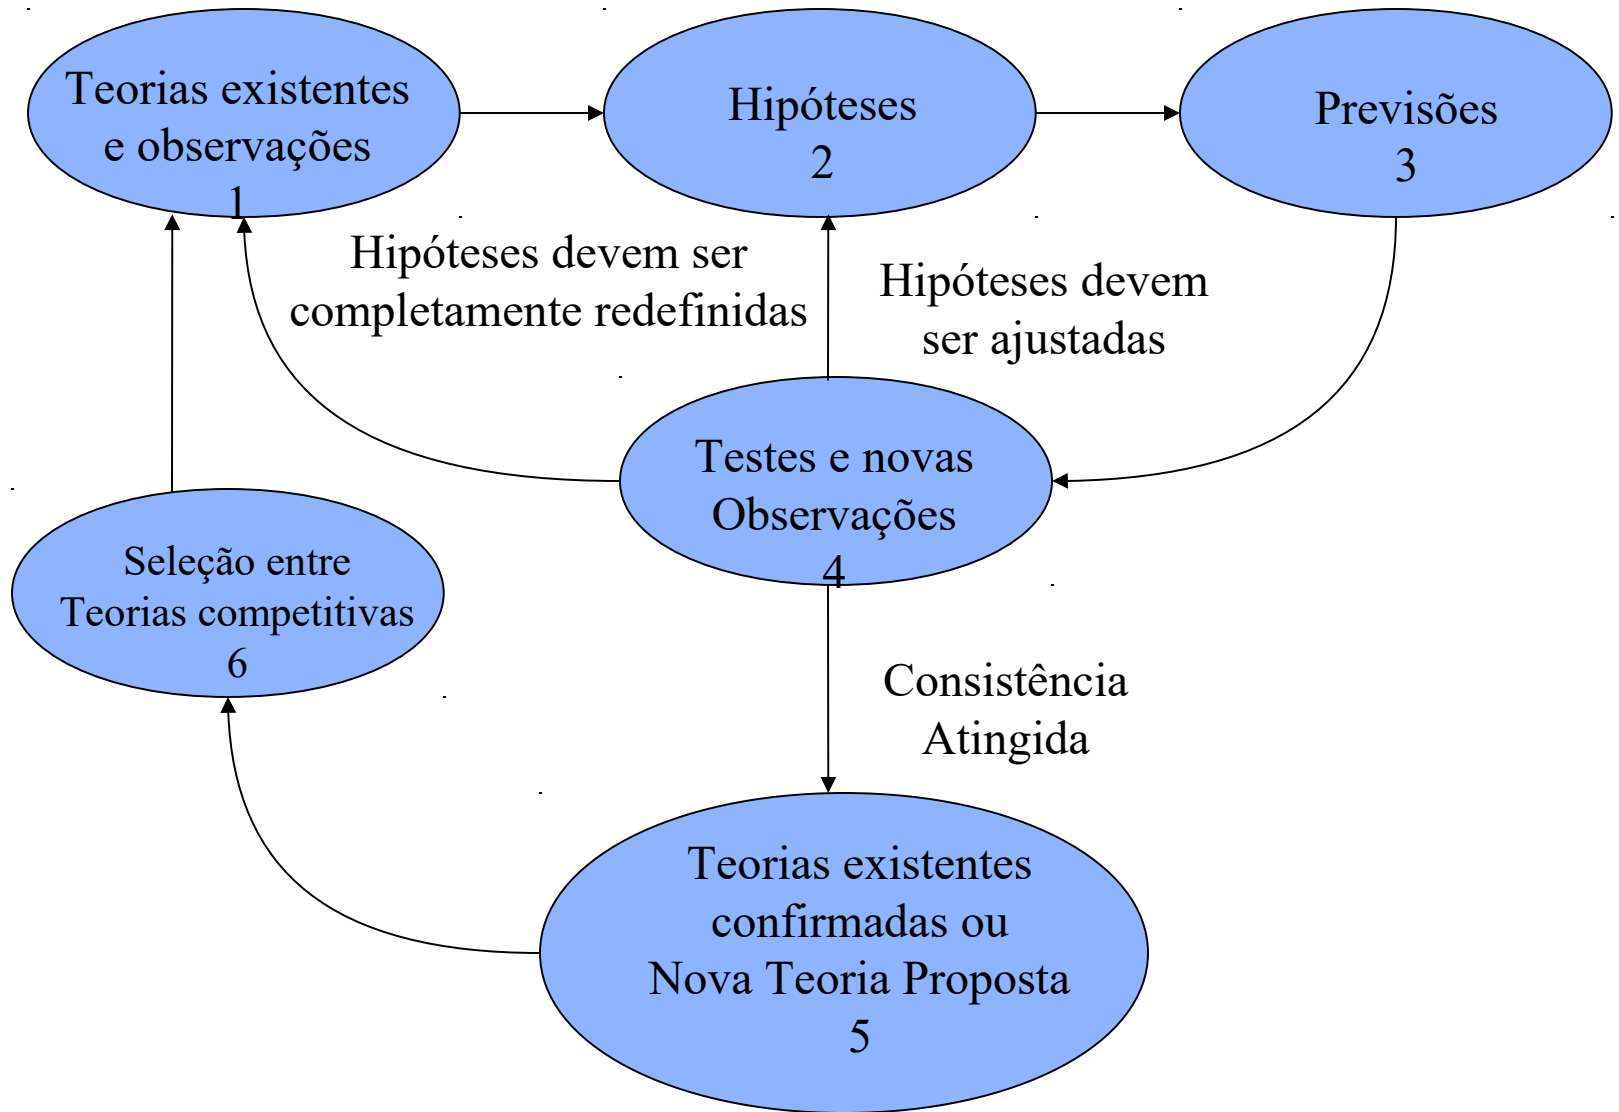 Teorias existentes
e observações
1
Hipóteses
2
Previsões
3
Hipóteses devem ser
completamente redefinidas
Hipóteses devem
ser ajustadas
Testes e novas
Observações
4
Seleção entre
Teorias competitivas
6
Consistência
Atingida
Teorias existentes
confirmadas ou
Nova Teoria Proposta
5